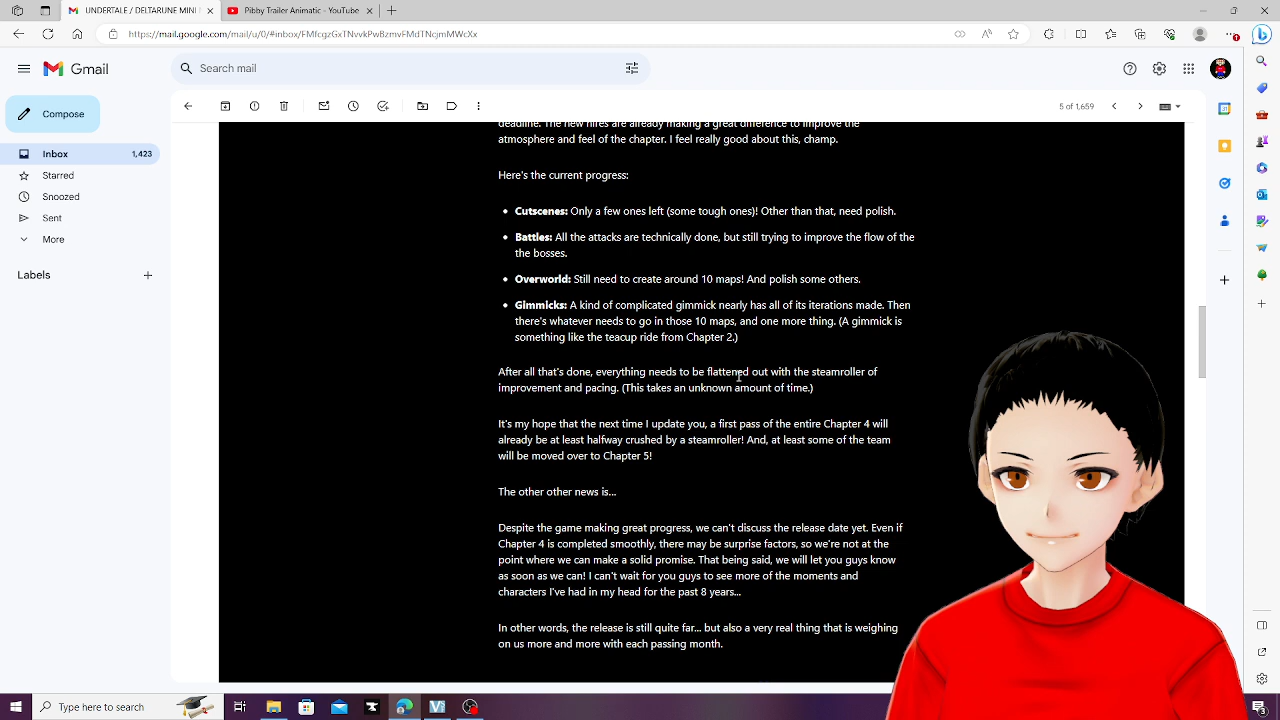 UNDERTALE / DELTARUNE MINI
Pibby Tailer Animatic - YouTube
https://mail.google.com/mail/u/0/#inbox/FMfcgzGxTNvvkPwBzmvFMdTNcjmMWcXx
Gmail
Search mail
Compose
5 of 1,659
Inbox 1,423
Starred
Snoozed
Sent
More
Labels
deadline. The new hires are already making a great difference to improve the
atmosphere and feel of the chapter. I feel really good about this, champ.
Here's the current progress:
Cutscenes: Only a few ones left (some tough ones)! Other than that, need polish.
Battles: All the attacks are technically done, but still trying to improve the flow of the
the bosses.
Overworld: Still need to create around 10 maps! And polish some others.
Gimmicks: A kind of complicated gimmick nearly has all of its iterations made. Then
there's whatever needs to go in those 10 maps, and one more thing. (A gimmick is
something like the teacup ride from Chapter 2.)
After all that's done, everything needs to be flattened out with the steamroller of
improvement and pacing. (This takes an unknown amount of time.)
It's my hope that the next time I update you, a first pass of the entire Chapter 4 will
already be at least halfway crushed by a steamroller! And, at least some of the team
will be moved over to Chapter 5!
The other other news is...
Despite the game making great progress, we can't discuss the release date yet. Even if
Chapter 4 is completed smoothly, there may be surprise factors, so we're not at the
point where we can make a solid promise. That being said, we will let you guys know
as soon as we can! I can't wait for you guys to see more of the moments and
characters I've had in my head for the past 8 years...
In other words, the release is still quite far... but also a very real thing that is weighing
on us more and more with each passing month.
Type here to search